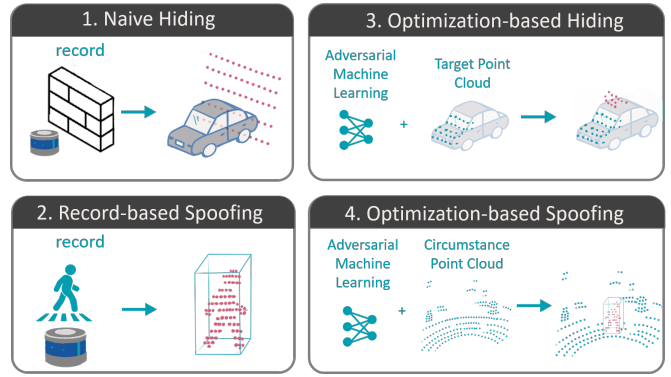 1. Naive Hiding
record
2. Record-based Spoofing
record
3. Optimization-based Hiding
Adversarial
Machine
Learning
+
Target Point
Cloud
4. Optimization-based Spoofing
Adversarial
Machine
Learning
+
Circumstance
Point Cloud